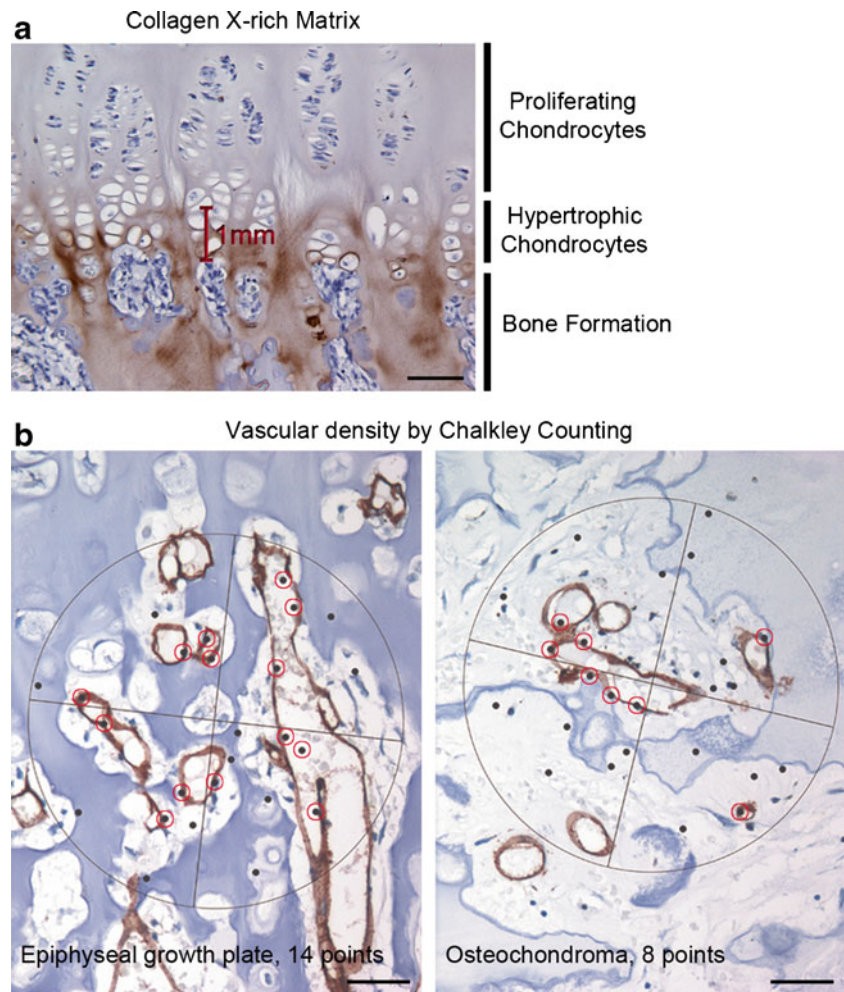 a
Collagen X-rich Matrix
1mm
Proliferating
Chondrocytes
Hypertrophic
Chondrocytes
Bone Formation
b
Vascular density by Chalkley Counting
Epiphyseal growth plate, 14 points
Osteochondroma, 8 points